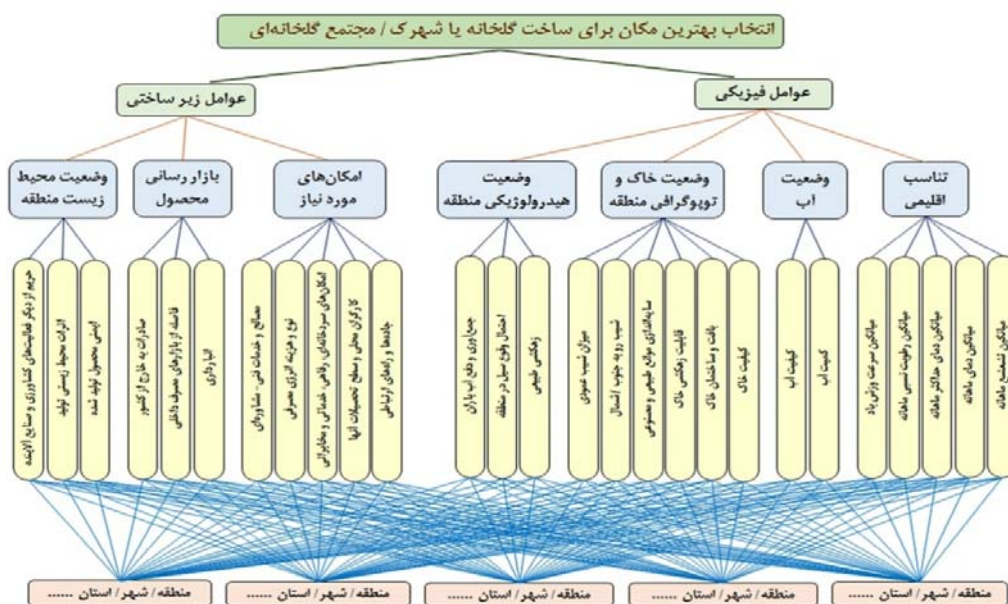 انتخاب بهترین مکان برای ساخت گلخانه یا شهرک / مجتمع گلخانه‌ای
عوامل فیزیکی
عوامل زیر ساختی
تناسب
اقلیمی
وضعیت
آب
وضعیت خاک و
توپوگرافی منطقه
وضعیت
هیدرولوژیکی منطقه
امکان‌های
مورد نیاز
بازار رسانی
محصول
وضعیت محیط
زیست منطقه
میانگین تشعشع ماهانه
میانگین دمای ماهانه
میانگین دمای حداکثر ماهانه
میانگین رطوبت نسبی ماهانه
میانگین سرعت وزش باد
کمیت آب
کیفیت آب
کیفیت خاک
بافت و ساختمان خاک
قابلیت زهکشی خاک
سایه‌اندازی موانع طبیعی و مصنوعی
شیب رو به جنوب / شمال
میزان شیب عمودی
زهکشی طبیعی
احتمال وقوع سیل در منطقه
جمع‌آوری و دفع آب باران
جاده‌ها و راه‌های ارتباطی
کارگران محلی و سطح تحصیلات آنها
امکان‌های سردخانه‌ای، رفاهی، خدماتی و مخابراتی
نوع و هزینه انرژی مصرفی
مصالح و خدمات فنی - مشاوره‌ای
انبارداری
فاصله از بازارهای مصرف داخلی
صادرات به خارج از کشور
ایمنی محصول تولید شده
اثرات محیط زیستی تولید
حریم از دیگر فعالیت‌های کشاورزی و صنایع آلاینده
منطقه / شهر / استان ......
منطقه / شهر / استان ......
منطقه / شهر / استان ......
منطقه / شهر / استان ......
منطقه / شهر / استان ......